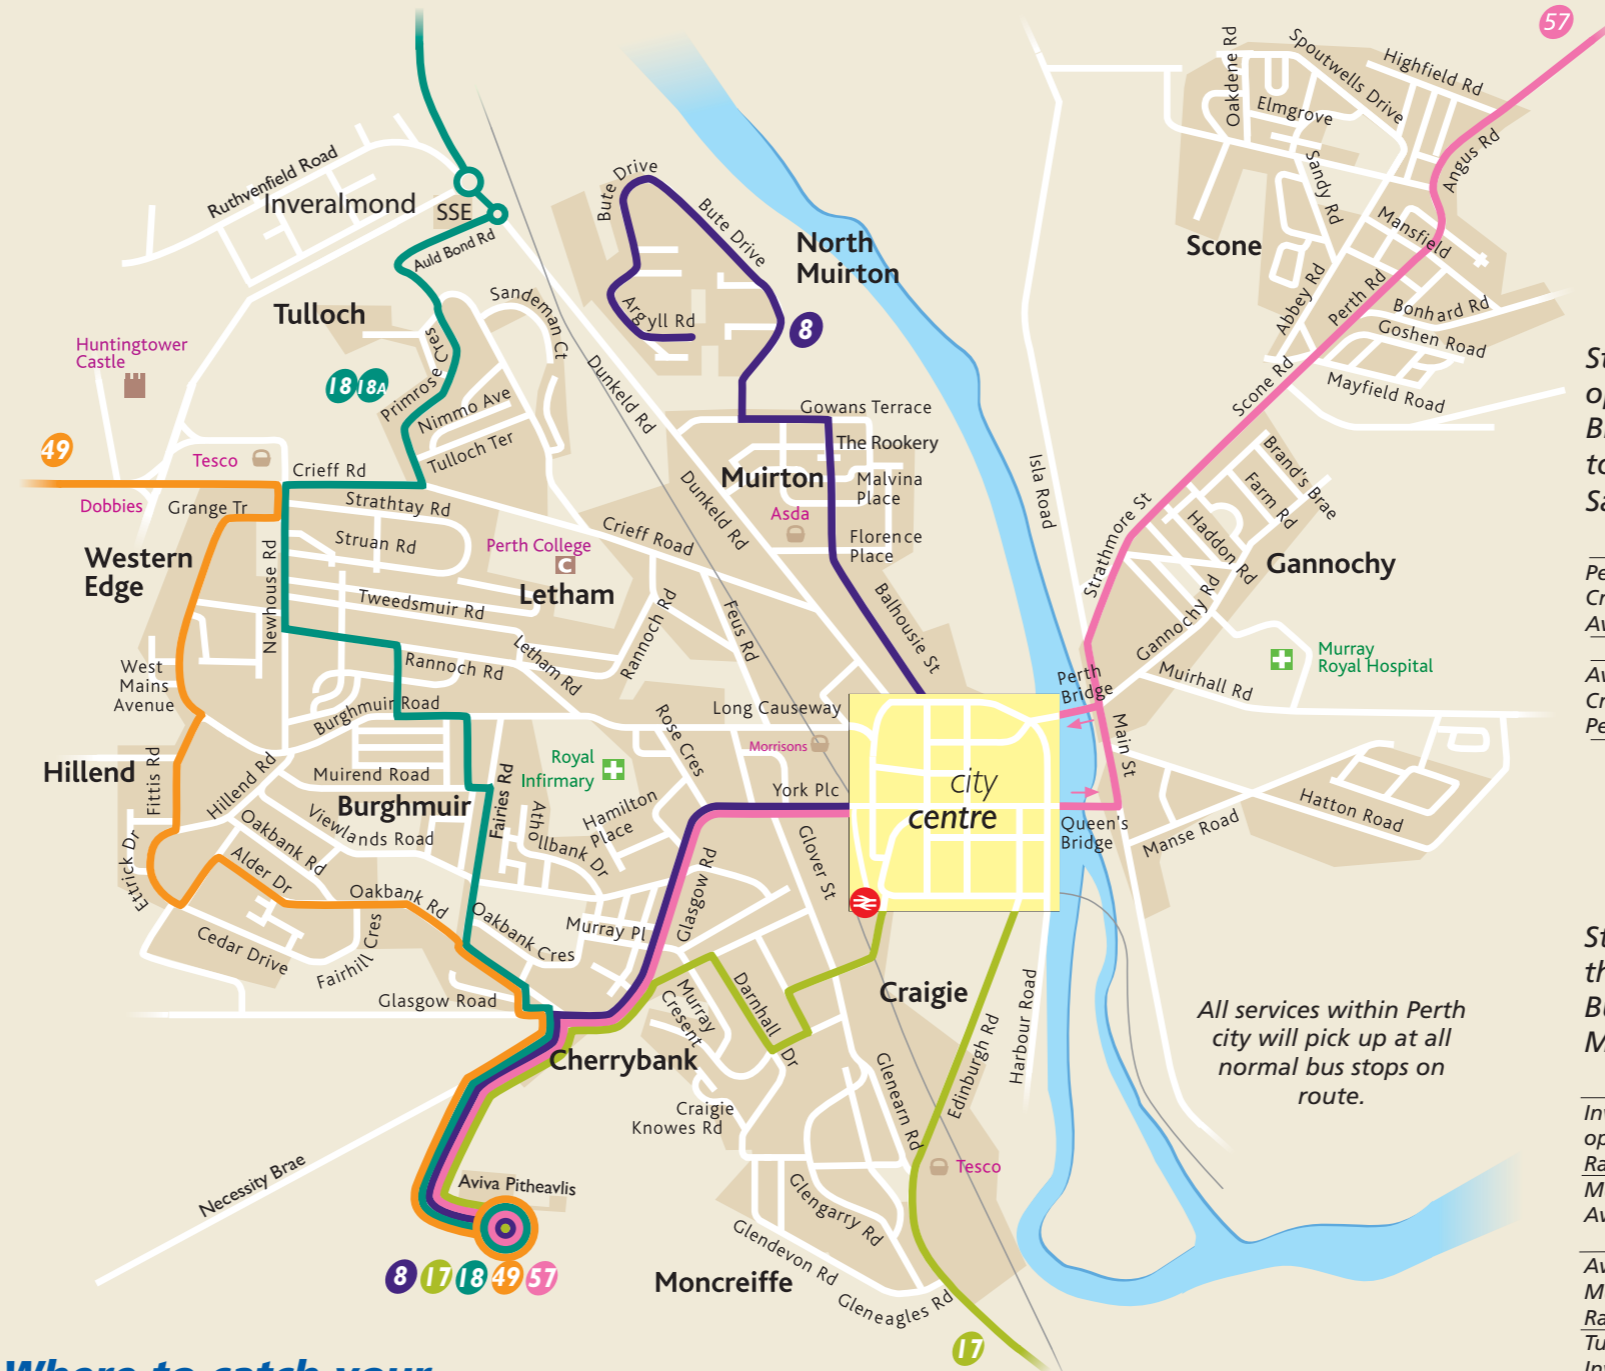 57
Oakdene Rd
Spoutwells Drive
Highfield Rd
Elmgrove
Sandy Rd
Angus Rd
Mansfield
Scone
Abbey Rd
Perth Rd
Bonhard Rd
Goshen Road
Mayfield Road
Scone Rd
Ruthvenfield Road
Inveralmond
SSE
Auld Bond Rd
Bute Drive
Bute Drive
North
Muirton
Argyll Rd
8
Tulloch
Sandeman Ct
Huntingtower
Castle
18
18A
Primrose Cres
Nimmo Ave
Tulloch Ter
Dunkeld Rd
Gowans Terrace
The Rookery
Muirton
Malvina
Place
Asda
Florence
Place
Dunkeld Rd
Balhousie St
49
Tesco
Crieff Rd
Dobbies
Grange Tr
Strathtay Rd
Struan Rd
Perth College
C
Crieff Road
Letham
Western
Edge
Newhouse Rd
Tweedsmuir Rd
Letham Rd
Rannoch Rd
Rannoch Rd
Feus Rd
Isla Road
Strathmore St
Brand's Brae
Farm Rd
Haddon Rd
Gannochy
Gannochy Rd
Murray
Royal Hospital
Muirhall Rd
Perth
Bridge
Main St
West
Mains
Avenue
Burghmuir Road
Long Causeway
Morrisons
Rose Cres
Royal
Infirmary
Hillend
Fittis Rd
Hillend Rd
Muirend Road
Burghmuir
Fairies Rd
Athollbank Dr
Hamilton
Place
York Plc
city
centre
Queen's
Bridge
Manse Road
Hatton Road
Viewlands Road
Oakbank Rd
Alder Dr
Ettrick Dr
Oakbank Rd
Oakbank Cres
Cedar Drive
Fairhill Cres
Murray Pl
Glasgow Rd
Glover St
Glasgow Road
Murray
Cresent
Darnhall Dr
Craigie
Harbour Road
Edinburgh Rd
Glenearn Rd
Cherrybank
Craigie
Knowes Rd
All services within Perth
city will pick up at all
normal bus stops on
route.
Tesco
Necessity Brae
Aviva Pitheavlis
Glengarry Rd
Glendevon Rd
Gleneagles Rd
Moncreiffe
8
17
18
49
57
17